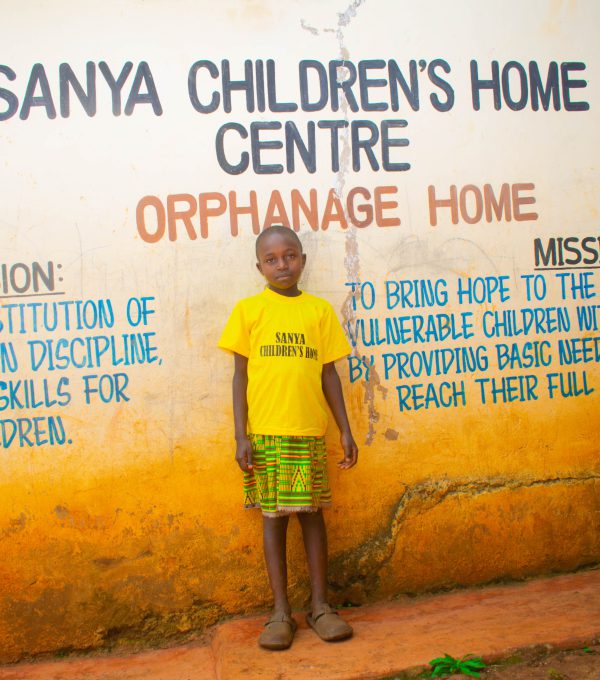 SANYA CHILDREN'S HOME
CENTRE
ORPHANAGE HOME
SION:
STITUTION OF
N DISCIPLINE,
SKILLS FOR
DREN.
MISS
TO BRING HOPE TO THE
VULNERABLE CHILDREN WI
BY PROVIDING BASIC NEED
REACH THEIR FULL
SANYA
CHILDREN'S HOME